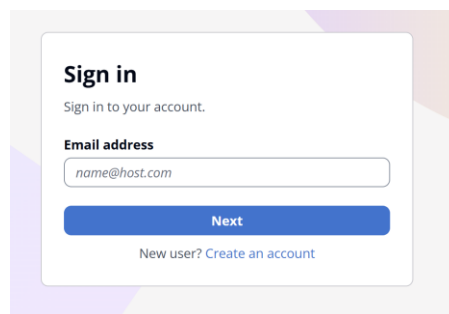 Sign in
Sign in to your account.
Email address
name@host.com
Next
New user? Create an account